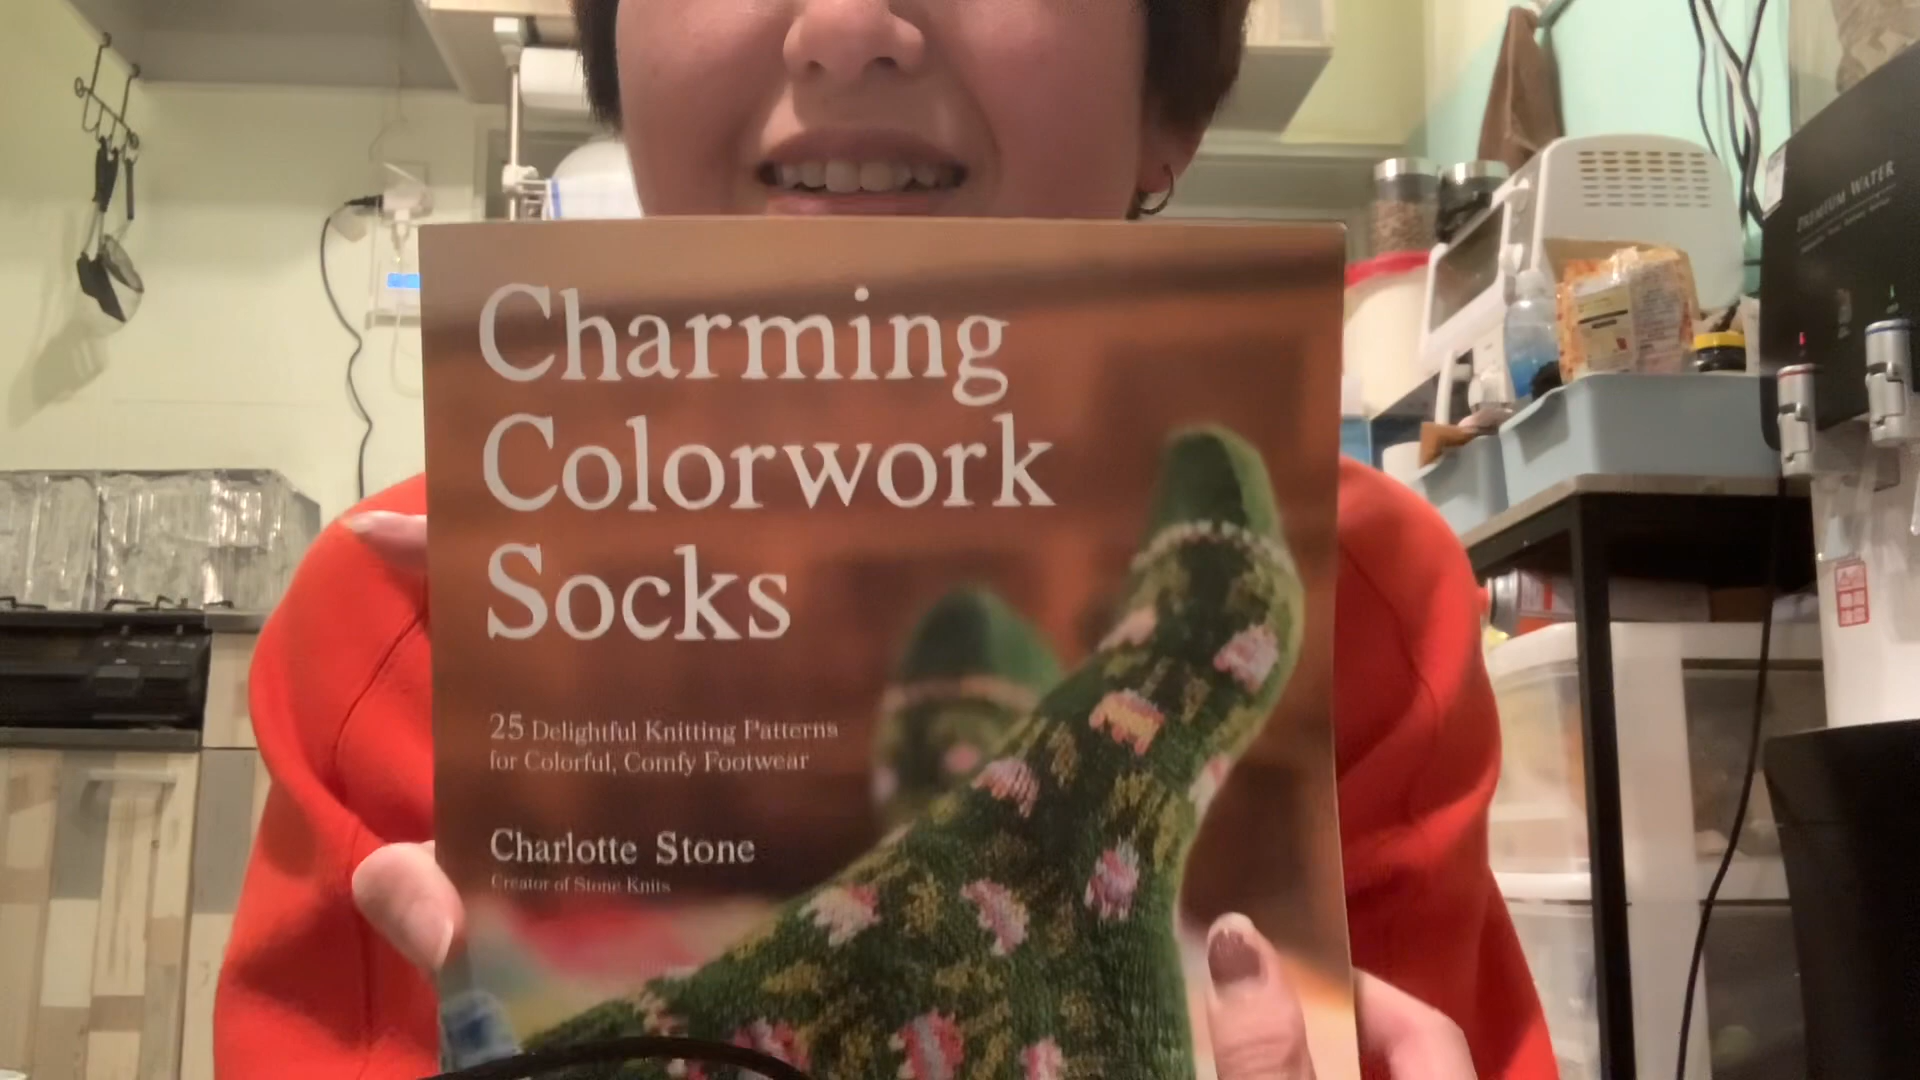 Charming
Colorwork
Socks
25 Delightful Knitting Patterns
for Colorful, Comfy Footwear
Charlotte Stone
Creator of Stone Knits
PREMIUM WATER